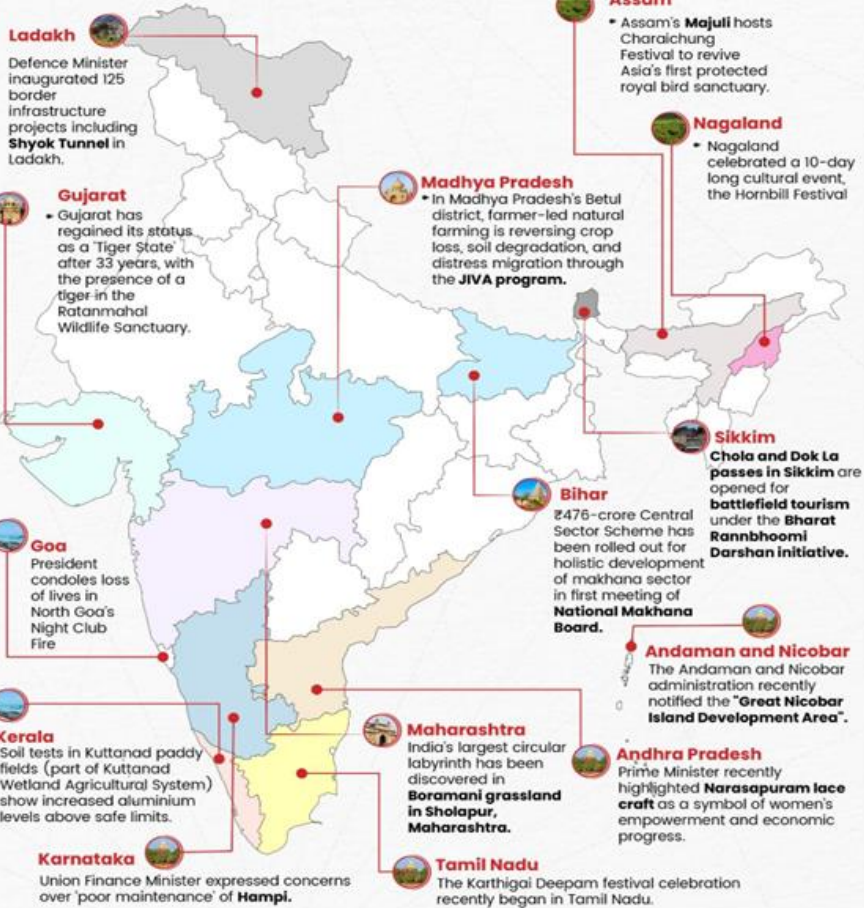 Assam
Assam's Majuli hosts
Charaichung
Festival to revive
Asia's first protected
royal bird sanctuary.
Ladakh
Defence Minister
inaugurated 125
border
infrastructure
projects including
Shyok Tunnel in
Ladakh.
Nagaland
Nagaland
celebrated a 10-day
long cultural event,
the Hornbill Festival
Gujarat
Gujarat has
regained its status
as a 'Tiger State'
after 33 years, with
the presence of a
tiger in the
Ratanmahal
Wildlife Sanctuary.
Madhya Pradesh
In Madhya Pradesh's Betul
district, farmer-led natural
farming is reversing crop
loss, soil degradation, and
distress migration through
the JIVA program.
Sikkim
Chola and Dok La
passes in Sikkim are
opened for
battlefield tourism
under the Bharat
Rannbhoomi
Darshan initiative.
Bihar
₹476-crore Central
Sector Scheme has
been rolled out for
holistic development
of makhana sector
in first meeting of
National Makhana
Board.
Goa
President
condoles loss
of lives in
North Goa's
Night Club
Fire
Andaman and Nicobar
The Andaman and Nicobar
administration recently
notified the "Great Nicobar
Island Development Area".
Kerala
Soil tests in Kuttanad paddy
fields (part of Kuttanad
Wetland Agricultural System)
show increased aluminium
levels above safe limits.
Maharashtra
India's largest circular
labyrinth has been
discovered in
Boramani grassland
in Sholapur,
Maharashtra.
Andhra Pradesh
Prime Minister recently
highlighted Narasapuram lace
craft as a symbol of women's
empowerment and economic
progress.
Karnataka
Union Finance Minister expressed concerns
over 'poor maintenance' of Hampi.
Tamil Nadu
The Karthigai Deepam festival celebration
recently began in Tamil Nadu.